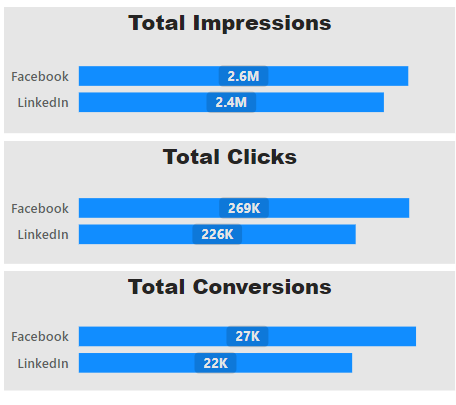 Total Impressions
Facebook 2.6M
LinkedIn 2.4M
Total Clicks
Facebook 269K
LinkedIn 226K
Total Conversions
Facebook 27K
LinkedIn 22K